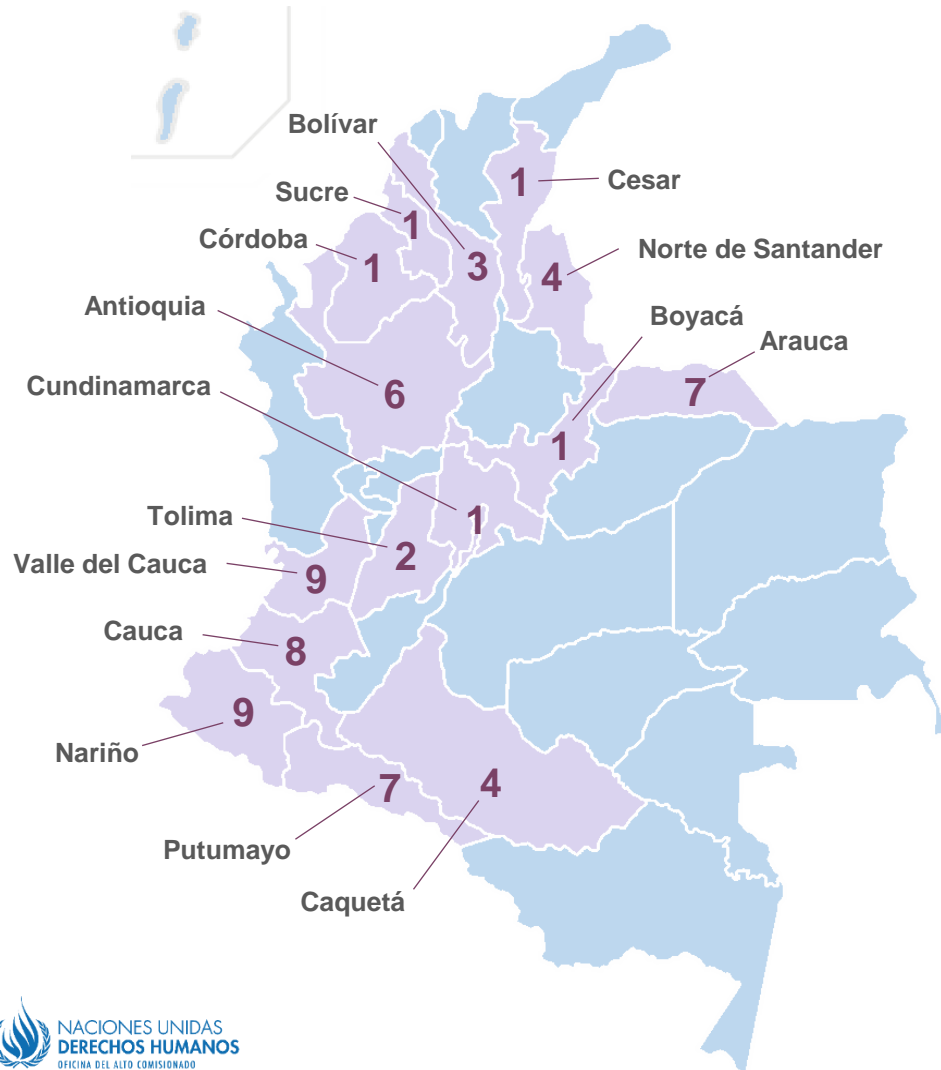 Bolívar
1
Cesar
Sucre
1
Córdoba
1
3
4
Norte de Santander
Antioquia
Boyacá
Arauca
Cundinamarca
6
7
1
Tolima
1
2
Valle del Cauca
9
Cauca
8
9
Nariño
7
4
Putumayo
Caquetá
NACIONES UNIDAS
DERECHOS HUMANOS
OFICINA DEL ALTO COMISIONADO